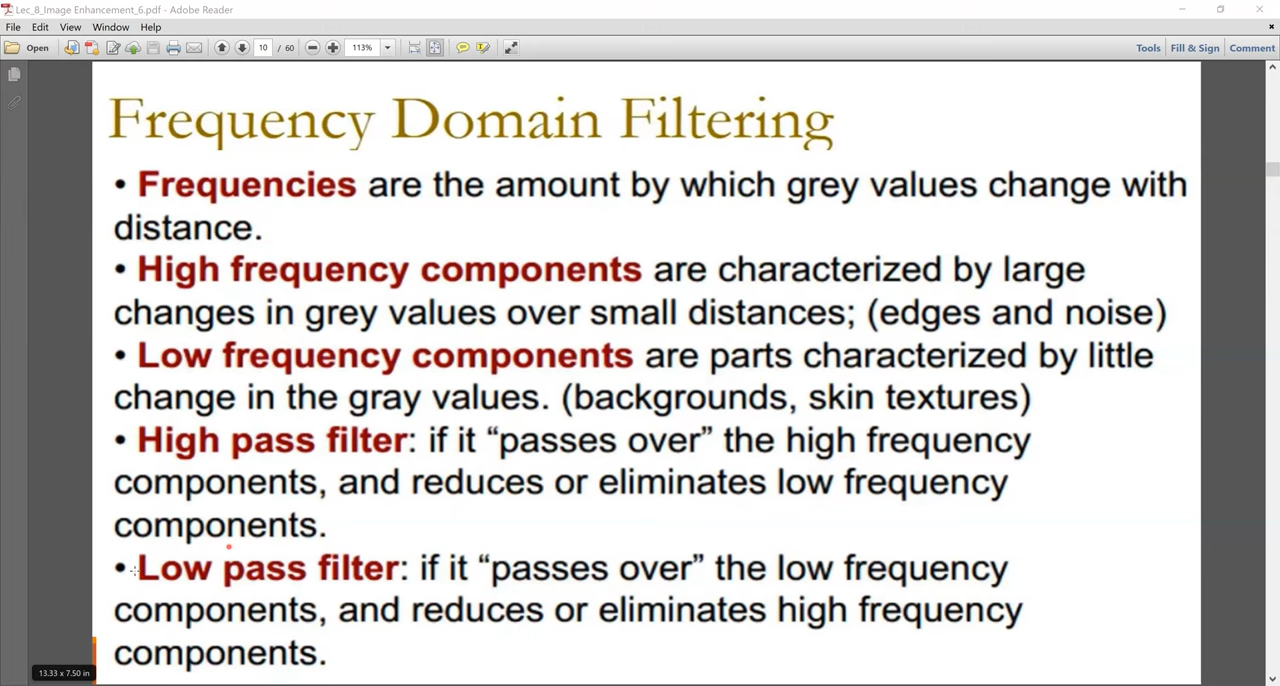 Lec_8_Image Enhancement_6.pdf - Adobe Reader
File Edit View Window Help
Open 10 / 60 113% Tools Fill & Sign Comment
Frequency Domain Filtering
• Frequencies are the amount by which grey values change with
distance.
• High frequency components are characterized by large
changes in grey values over small distances; (edges and noise)
• Low frequency components are parts characterized by little
change in the gray values. (backgrounds, skin textures)
• High pass filter: if it “passes over” the high frequency
components, and reduces or eliminates low frequency
components.
• Low pass filter: if it “passes over” the low frequency
components, and reduces or eliminates high frequency
components.
13.33 x 7.50 in